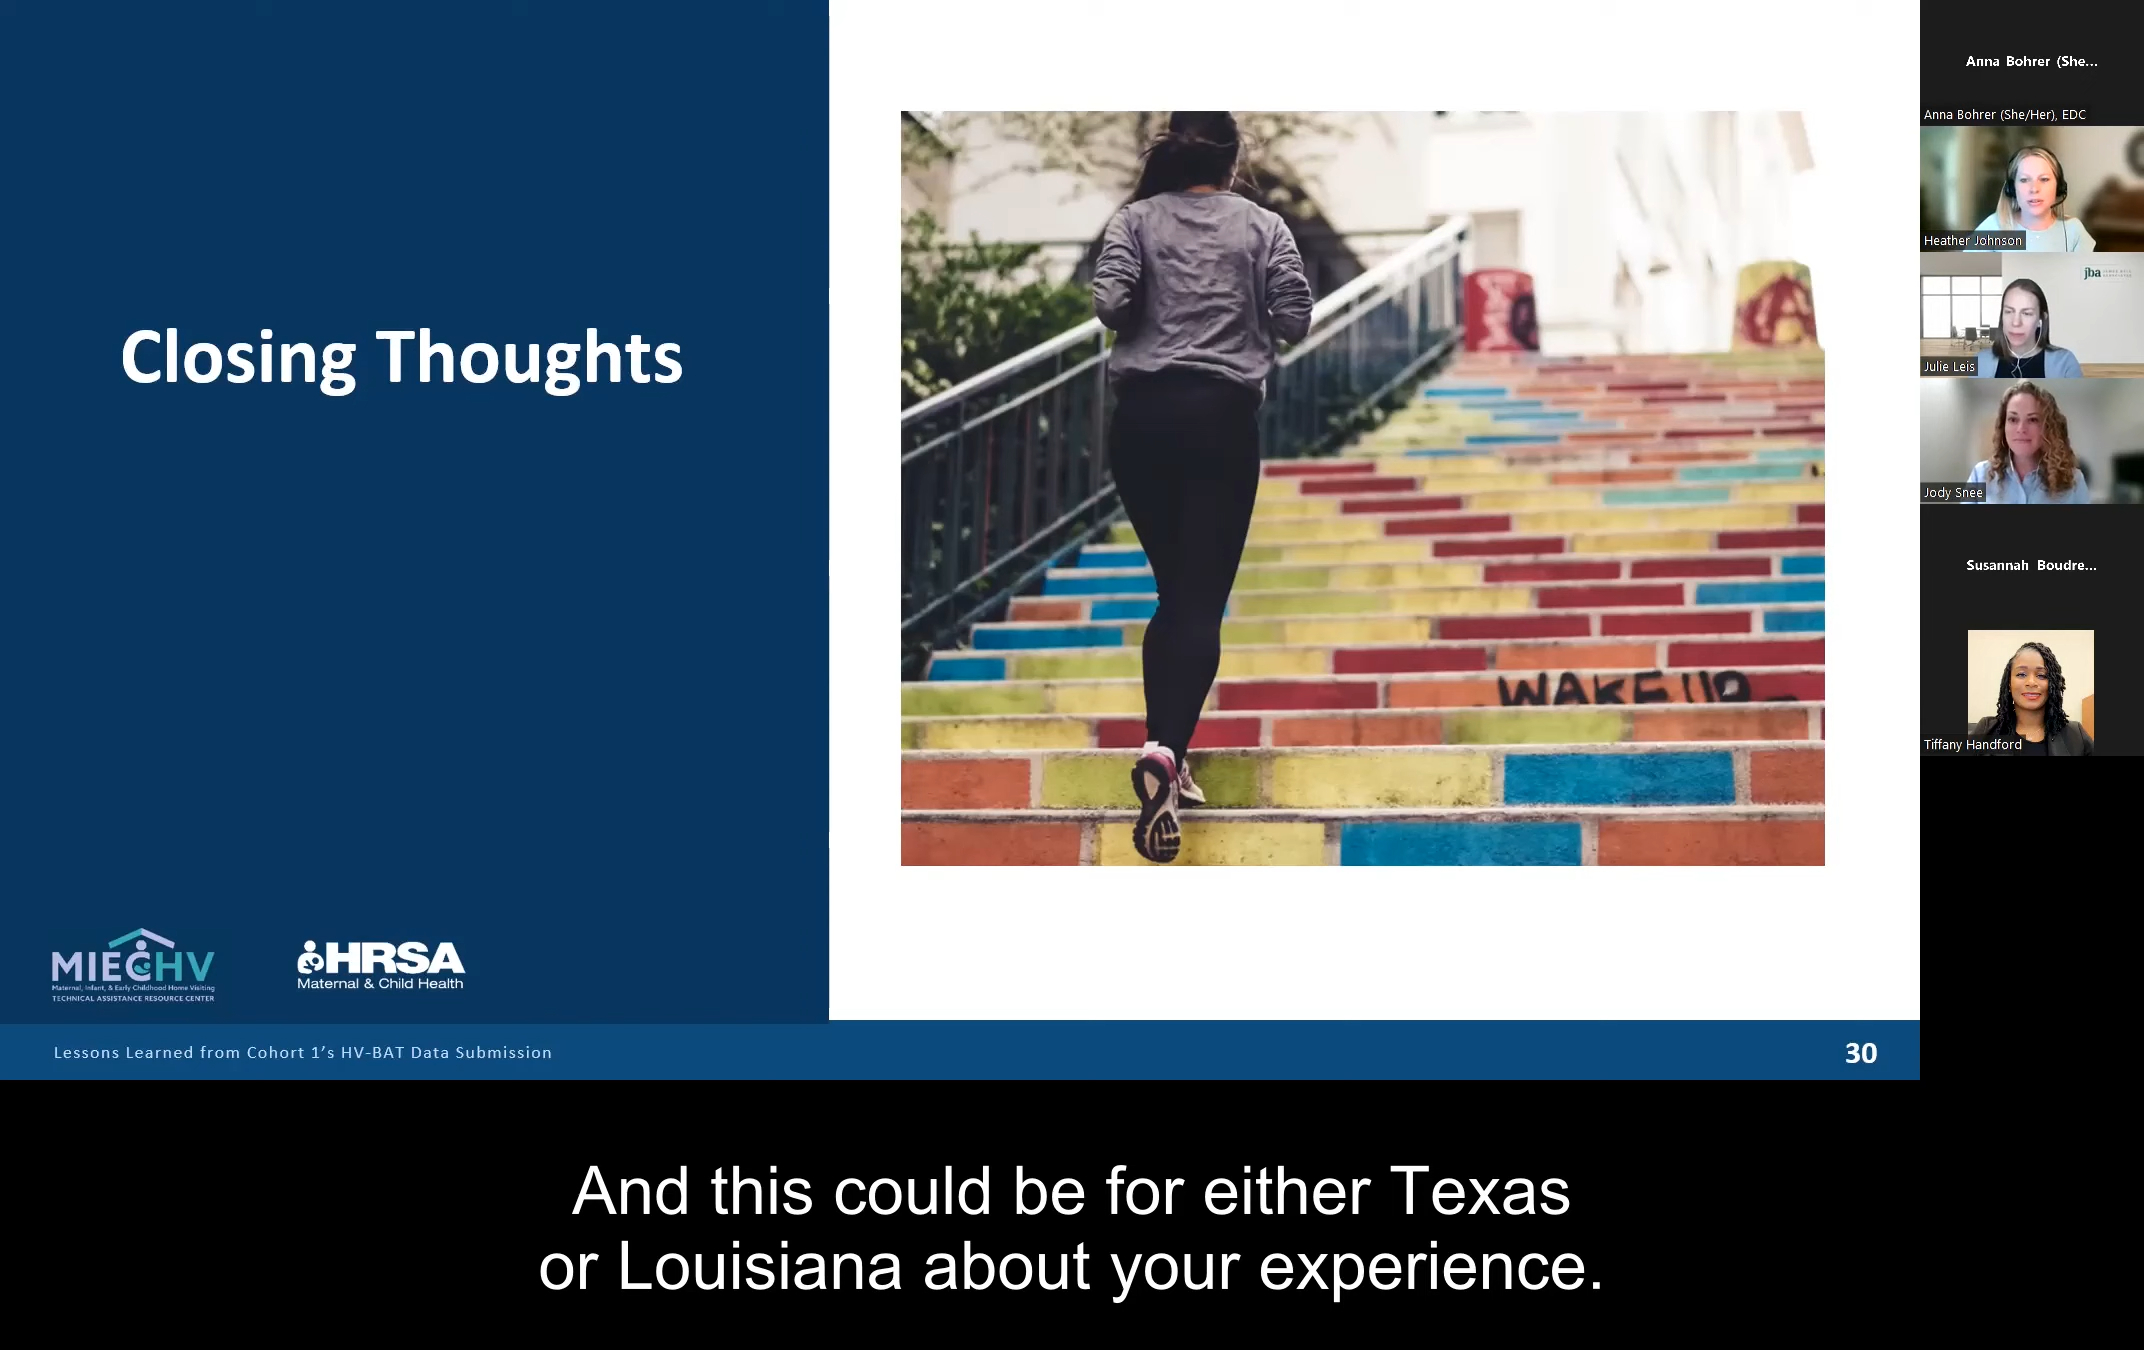 Closing Thoughts
WAKE UP
MIECHV
Maternal, Infant, & Early Childhood Home Visiting
TECHNICAL ASSISTANCE RESOURCE CENTER
HRSA
Maternal & Child Health
Lessons Learned from Cohort 1's HV-BAT Data Submission
30
Anna Bohrer (She...
Anna Bohrer (She/Her), EDC
Heather Johnson
jba
Julie Leis
Jody Snee
Susannah Boudre...
Tiffany Handford
And this could be for either Texas
or Louisiana about your experience.